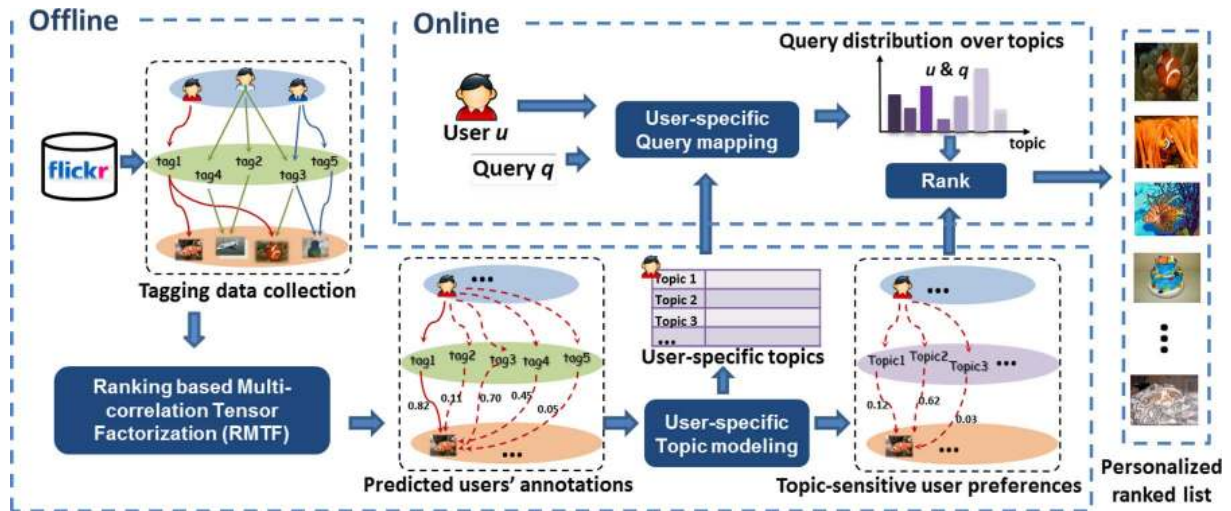 Offline
Online
flickr
tag1
tag2
tag5
tag4
tag3
Tagging data collection
Ranking based Multi-
correlation Tensor
Factorization (RMTF)
User u
Query q
User-specific
Query mapping
Query distribution over topics
u & q
topic
Rank
•••
tag1
tag2
tag3
tag4
tag5
0.82
0.11
0.70
0.45
0.05
...
Predicted users' annotations
Topic 1
Topic 2
Topic 3
•••
User-specific topics
User-specific
Topic modeling
•••
Topic1
Topic2
Topic3
•••
0.12
0.62
0.03
•••
Topic-sensitive user preferences
Personalized
ranked list